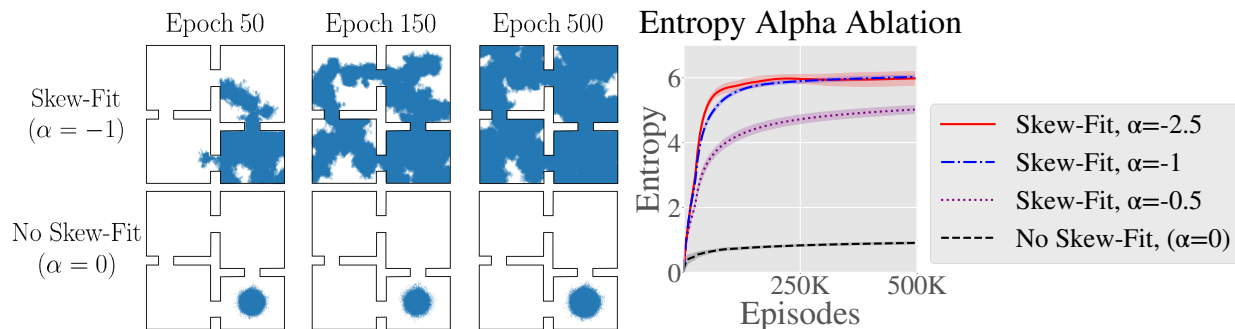 Epoch 50
Epoch 150
Epoch 500
Skew-Fit
(α = −1)
No Skew-Fit
(α = 0)
Entropy Alpha Ablation
Entropy
6
4
2
0
250K
500K
Episodes
Skew-Fit, α=-2.5
Skew-Fit, α=-1
Skew-Fit, α=-0.5
No Skew-Fit, (α=0)